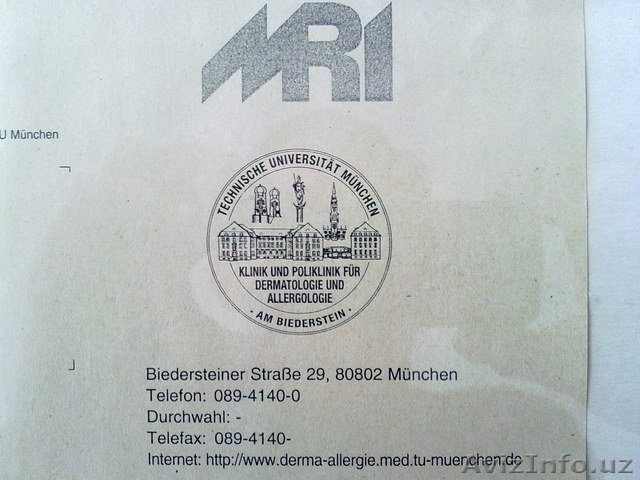 MRI
U München
TECHNISCHE UNIVERSITÄT MÜNCHEN
KLINIK UND POLIKLINIK FÜR
DERMATOLOGIE UND
ALLERGOLOGIE
· AM BIEDERSTEIN ·
Biedersteiner Straße 29, 80802 München
Telefon: 089-4140-0
Durchwahl: -
Telefax: 089-4140-
Internet: http://www.derma-allergie.med.tu-muenchen.de
AvizInfo.uz